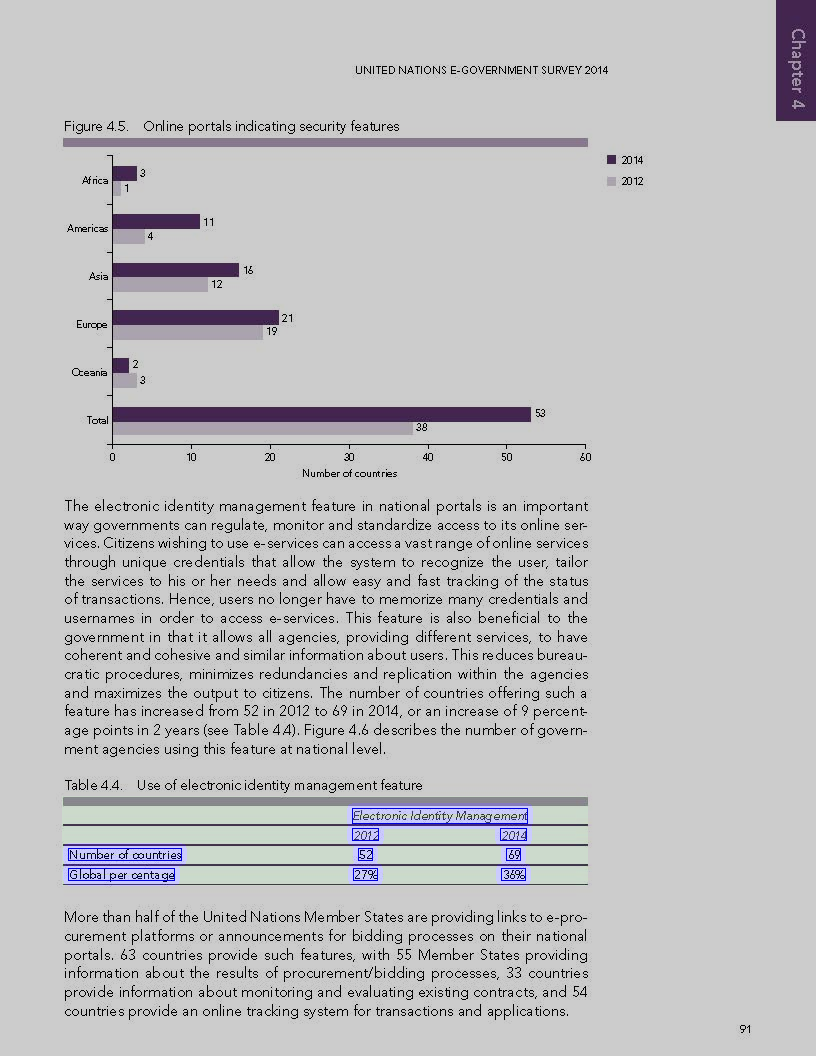 Chapter 4
UNITED NATIONS E-GOVERNMENT SURVEY 2014
Figure 4.5. Online portals indicating security features
2014
2012
Africa
3
1
Americas
11
4
Asia
16
12
Europe
21
19
Oceania
2
3
Total
53
38
0 10 20 30 40 50 60
Number of countries
The electronic identity management feature in national portals is an important
way governments can regulate, monitor and standardize access to its online ser-
vices. Citizens wishing to use e-services can access a vast range of online services
through unique credentials that allow the system to recognize the user, tailor
the services to his or her needs and allow easy and fast tracking of the status
of transactions. Hence, users no longer have to memorize many credentials and
usernames in order to access e-services. This feature is also beneficial to the
government in that it allows all agencies, providing different services, to have
coherent and cohesive and similar information about users. This reduces bureau-
cratic procedures, minimizes redundancies and replication within the agencies
and maximizes the output to citizens. The number of countries offering such a
feature has increased from 52 in 2012 to 69 in 2014, or an increase of 9 percent-
age points in 2 years (see Table 4.4). Figure 4.6 describes the number of govern-
ment agencies using this feature at national level.
Table 4.4. Use of electronic identity management feature
Electronic Identity Management
2012 2014
Number of countries 52 69
Global per centage 27% 36%
More than half of the United Nations Member States are providing links to e-pro-
curement platforms or announcements for bidding processes on their national
portals. 63 countries provide such features, with 55 Member States providing
information about the results of procurement/bidding processes, 33 countries
provide information about monitoring and evaluating existing contracts, and 54
countries provide an online tracking system for transactions and applications.
91